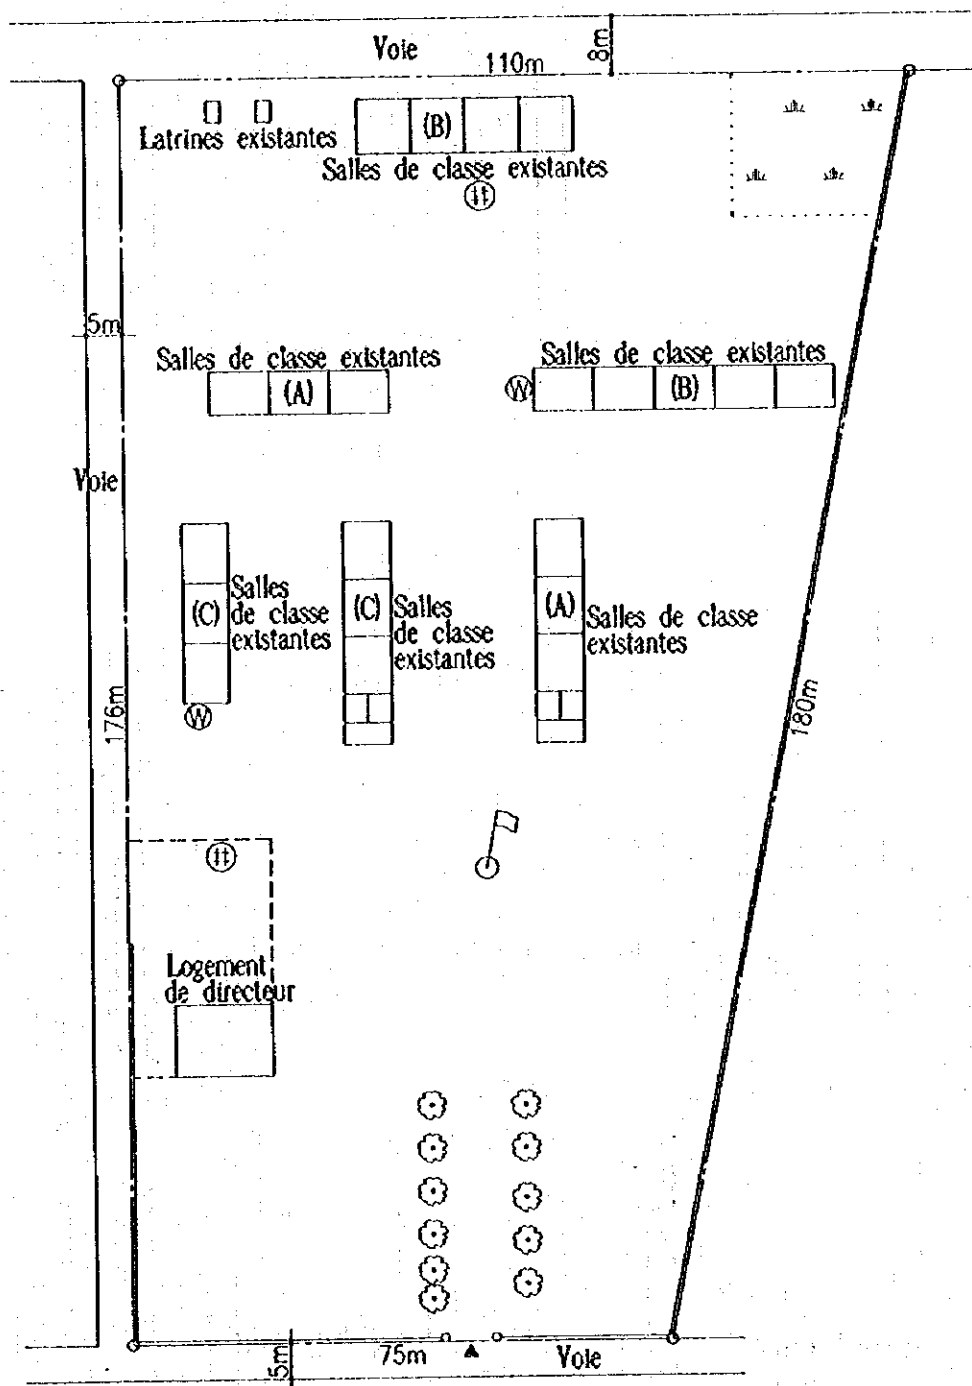 Voie
8m
110m
Latrines existantes
(B)
Salles de classe existantes
5m
Salles de classe existantes
(A)
Salles de classe existantes
W
(B)
Voie
(C)
Salles
de classe
existantes
(C)
Salles
de classe
existantes
(A)
Salles de classe
existantes
W
176m
180m
Logement
de directeur
5m
75m
Voie